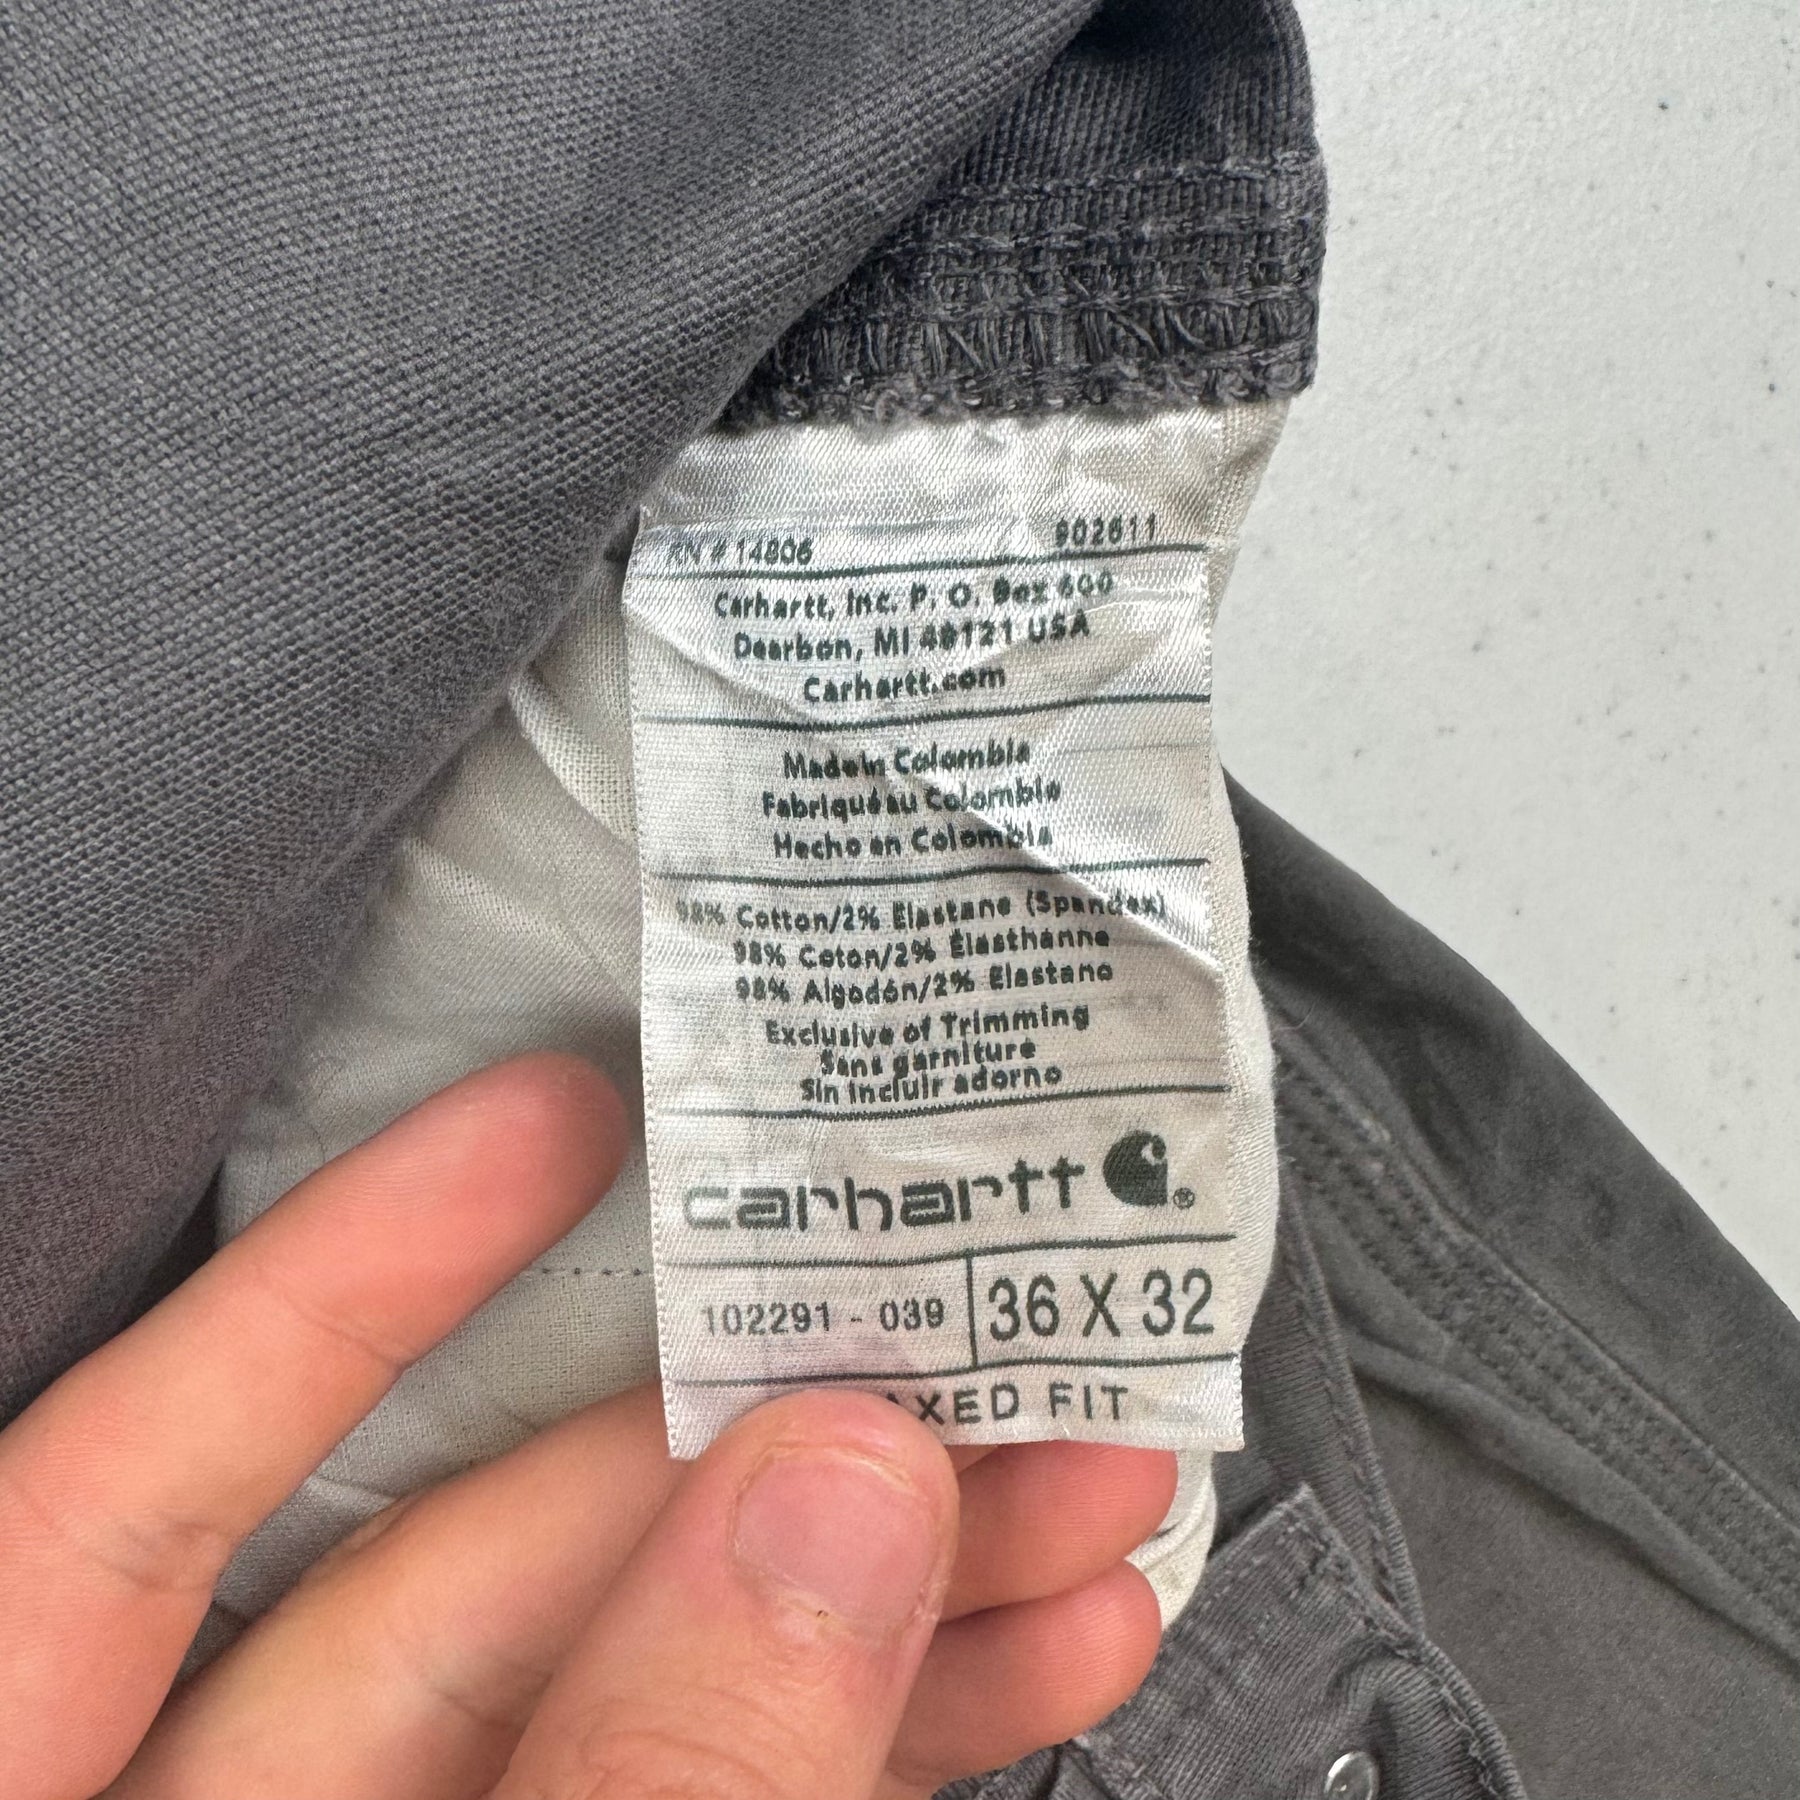 RN # 14806 902611
Carhartt, Inc. P. O. Box 600
Dearbon, MI 48121 USA
Carhartt.com
Made in Colombia
Fabriqué au Colombie
Hecho en Colombia
98% Cotton/2% Elastane (Spandex)
98% Coton/2% Élasthanne
98% Algodón/2% Elastano
Exclusive of Trimming
Sans garniture
Sin incluir adorno
carhartt ®
102291 - 039 36 X 32
AXED FIT